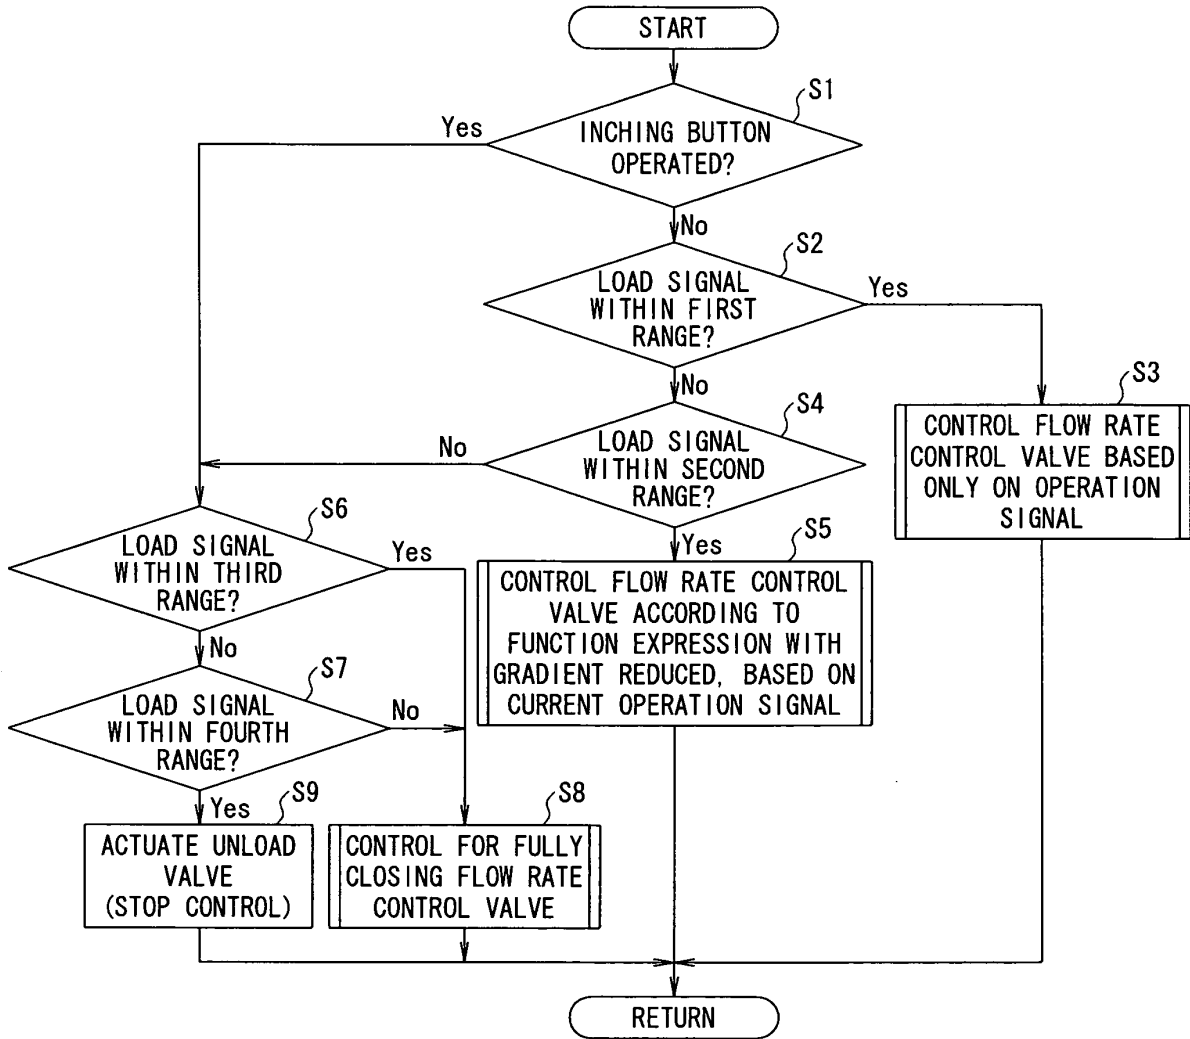 START
S1
Yes
INCHING BUTTON
OPERATED?
No
S2
LOAD SIGNAL
WITHIN FIRST
RANGE?
Yes
No
S3
CONTROL FLOW RATE
CONTROL VALVE BASED
ONLY ON OPERATION
SIGNAL
S4
LOAD SIGNAL
WITHIN SECOND
RANGE?
No
Yes
S5
CONTROL FLOW RATE CONTROL
VALVE ACCORDING TO
FUNCTION EXPRESSION WITH
GRADIENT REDUCED, BASED ON
CURRENT OPERATION SIGNAL
S6
LOAD SIGNAL
WITHIN THIRD
RANGE?
Yes
No
S7
LOAD SIGNAL
WITHIN FOURTH
RANGE?
No
Yes
S9
ACTUATE UNLOAD
VALVE
(STOP CONTROL)
S8
CONTROL FOR FULLY
CLOSING FLOW RATE
CONTROL VALVE
RETURN